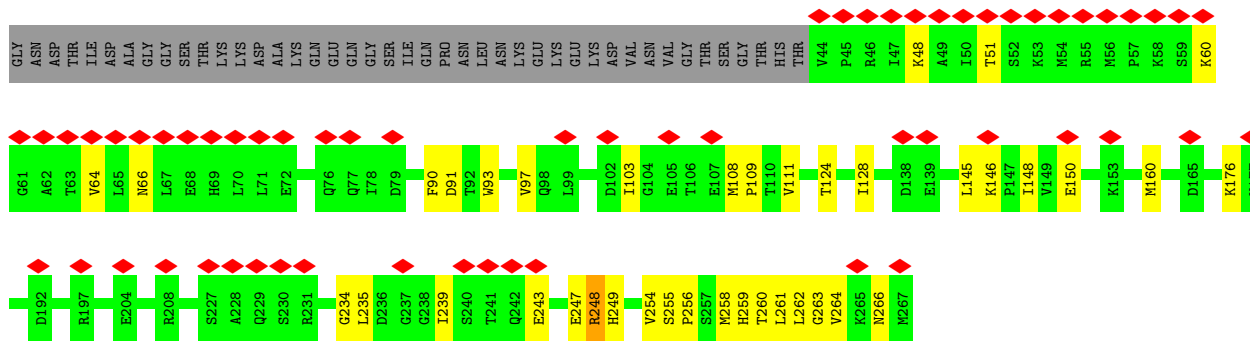 GLY ASN ASP THR ILE ASP ALA GLY GLY SER THR LYS LYS ASP ALA LYS GLN GLU GLU GLN GLY SER ILE GLN PRO ASN LEU ASN LYS GLU LYS GLU LYS ASP VAL ASN VAL GLY THR SER GLY THR HIS THR V44 P45 R46 I47 K48 A49 I50 T51 S52 K53 M54 R55 M56 P57 K58 S59 K60
G61 A62 T63 V64 L65 N66 L67 E68 H69 L70 L71 E72 Q76 Q77 I78 D79 F90 D91 T92 W93 V97 Q98 L99 D102 I103 G104 E105 T106 E107 M108 P109 T110 V111 T124 I128 D138 E139 L145 K146 P147 I148 V149 E150 K153 M160 D165 K176
D192 R197 E204 R208 S227 A228 Q229 S230 R231 G234 L235 D236 G237 G238 I239 S240 T241 Q242 E243 E247 R248 H249 V254 S255 P256 S257 M258 H259 T260 L261 L262 G263 V264 K265 N266 M267